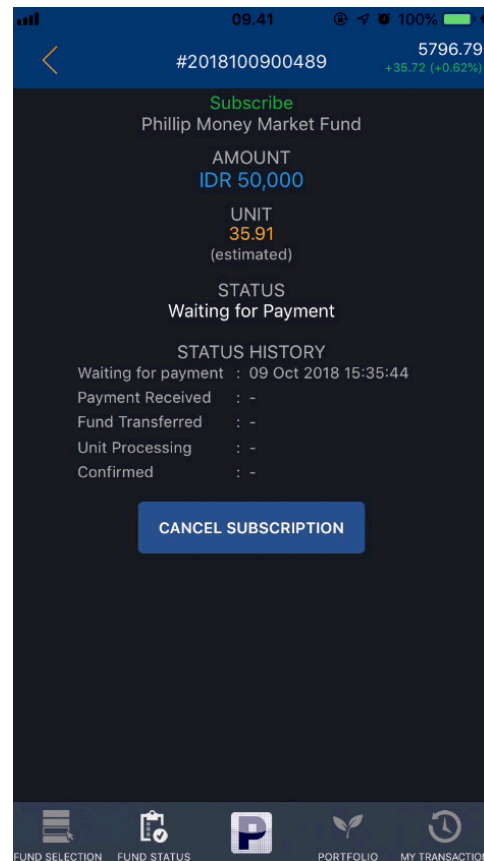 09.41
100%
#2018100900489
5796.79
+35.72 (+0.62%)
Subscribe
Phillip Money Market Fund
AMOUNT
IDR 50,000
UNIT
35.91
(estimated)
STATUS
Waiting for Payment
STATUS HISTORY
Waiting for payment : 09 Oct 2018 15:35:44
Payment Received : -
Fund Transferred : -
Unit Processing : -
Confirmed : -
CANCEL SUBSCRIPTION
P
FUND SELECTION FUND STATUS PORTFOLIO MY TRANSACTION